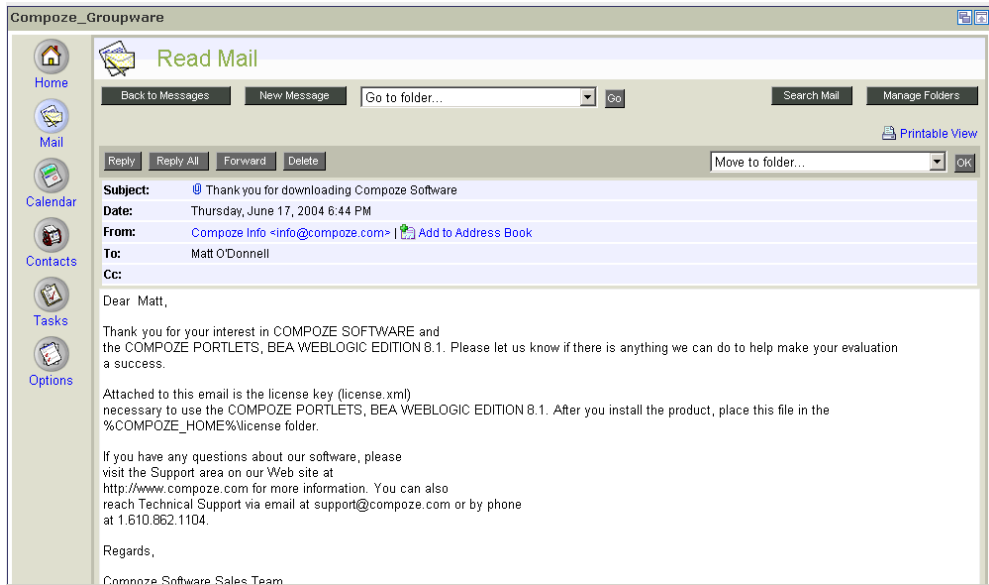 Compoze_Groupware
Home
Mail
Calendar
Contacts
Tasks
Options
Read Mail
Back to Messages New Message Go to folder... Go Search Mail Manage Folders
Printable View
Reply Reply All Forward Delete Move to folder... OK
Subject: Thank you for downloading Compoze Software
Date: Thursday, June 17, 2004 6:44 PM
From: Compoze Info <info@compoze.com> | Add to Address Book
To: Matt O'Donnell
Cc:
Dear Matt,
Thank you for your interest in COMPOZE SOFTWARE and
the COMPOZE PORTLETS, BEA WEBLOGIC EDITION 8.1. Please let us know if there is anything we can do to help make your evaluation
a success.
Attached to this email is the license key (license.xml)
necessary to use the COMPOZE PORTLETS, BEA WEBLOGIC EDITION 8.1. After you install the product, place this file in the
%COMPOZE_HOME%\license folder.
If you have any questions about our software, please
visit the Support area on our Web site at
http://www.compoze.com for more information. You can also
reach Technical Support via email at support@compoze.com or by phone
at 1.610.862.1104.
Regards,
Compoze Software Sales Team